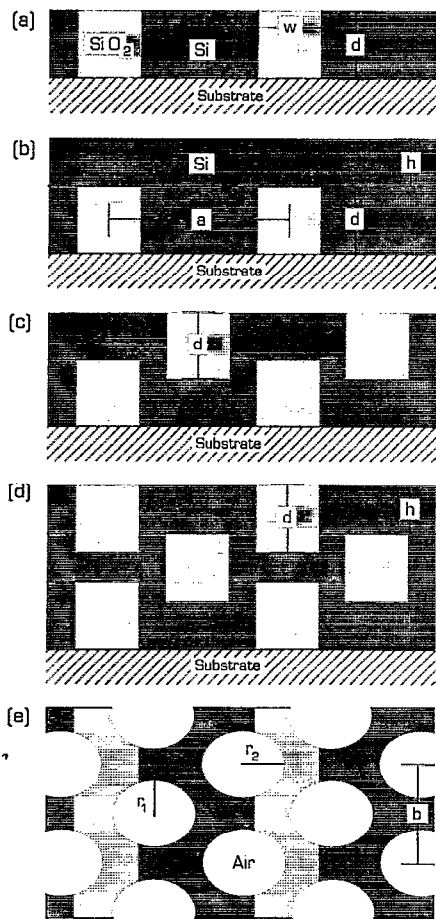 (a)
SiO2
Si
w
d
Substrate
(b)
Si
h
a
d
Substrate
(c)
d
Substrate
(d)
d
h
Substrate
(e)
r2
r1
b
Air